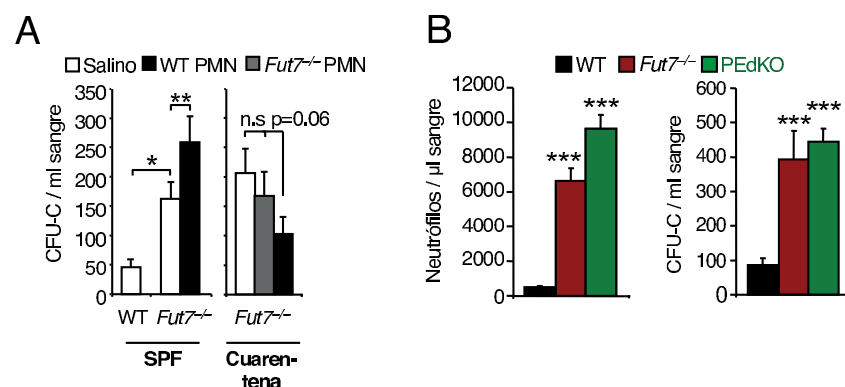 A
Salino WT PMN Fut7–/– PMN
CFU-C / ml sangre
350
300
250
200
150
100
50
0
*
**
n.s p=0.06
WT Fut7–/–
Fut7–/–
SPF
Cuaren-
tena
B
WT Fut7–/– PEdKO
Neutrófilos / µl sangre
12000
10000
8000
6000
4000
2000
0
***
***
CFU-C / ml sangre
600
500
400
300
200
100
0
***
***